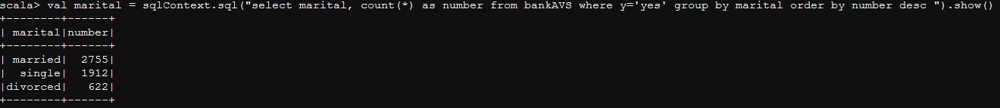 scala> val marital = sqlContext.sql("select marital, count(*) as number from bankAVS where y='yes' group by marital order by number desc ").show()
+--------+------+
| marital|number|
+--------+------+
| married|  2755|
|  single|  1912|
|divorced|   622|
+--------+------+